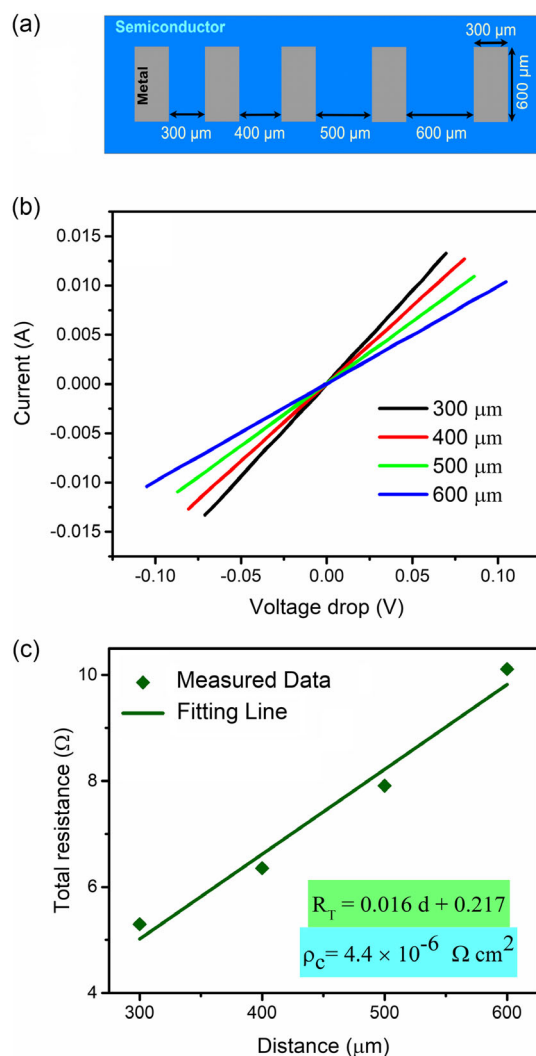 (a)
Semiconductor
Metal
300 μm
600 μm
300 μm
400 μm
500 μm
600 μm
(b)
0.015
0.010
0.005
0.000
-0.005
-0.010
-0.015
Current (A)
300 μm
400 μm
500 μm
600 μm
-0.10
-0.05
0.00
0.05
0.10
Voltage drop (V)
(c)
10
8
6
4
Total resistance (Ω)
Measured Data
Fitting Line
R_T = 0.016 d + 0.217
ρ_c = 4.4 × 10^-6 Ω cm^2
300
400
500
600
Distance (μm)